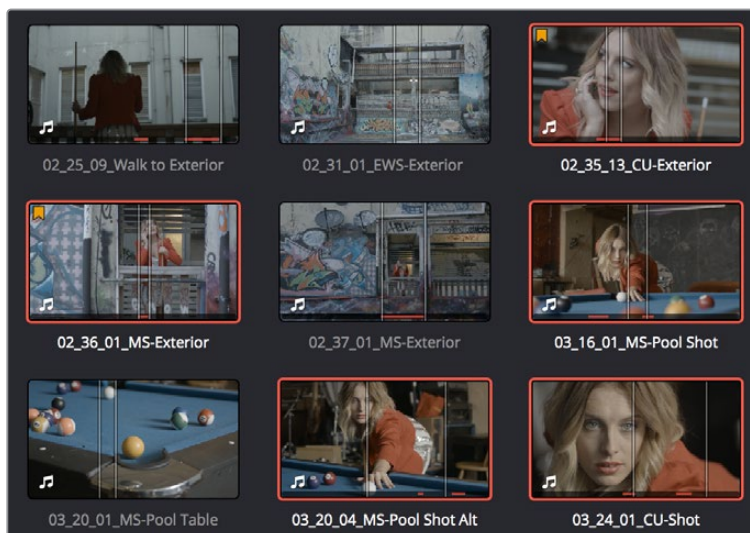 02_25_09_Walk to Exterior
02_31_01_EWS-Exterior
02_35_13_CU-Exterior
02_36_01_MS-Exterior
02_37_01_MS-Exterior
03_16_01_MS-Pool Shot
03_20_01_MS-Pool Table
03_20_04_MS-Pool Shot Alt
03_24_01_CU-Shot